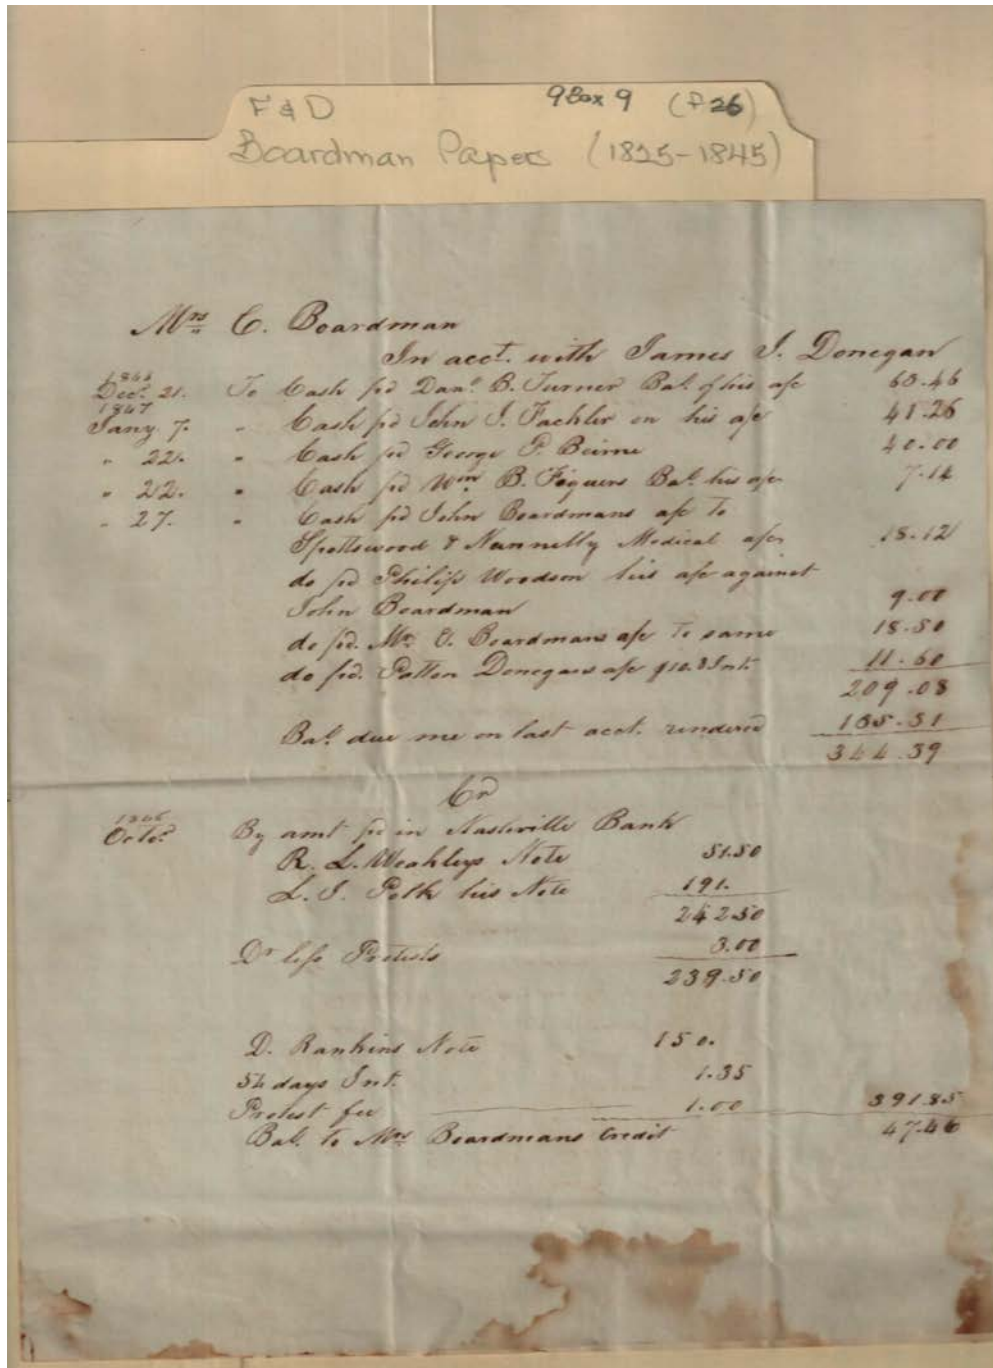 F & D 9Box 9 (F26)
Boardman Papers (1825-1845)
Mrs C. Boardman
In acct. with James J. Donegan
1846
Decr. 21. To Cash pd Danl. B. Turner Bal. of his a/c 63.46
1847
Jany 7. " Cash pd John J. Fackler on his a/c 41.26
" 22. " Cash pd George P. Beirne 40.00
" 22. " Cash pd Wm. B. Figures Bal. his a/c 7.14
" 27. " Cash pd John Boardmans a/c to
Spottswood & Nunnelly Medical a/c 18.12
do pd Philip Woodson his a/c against
John Boardman 9.00
do pd. Mrs C. Boardmans a/c to same 18.50
do pd. Patton Donegans a/c Int. 11.60
209.08
Bal. due me on last acct. rendered 135.31
344.39
Cr
1846
Octo. By amt pd in Nashville Bank
R. L. Weakleys Note 51.50
L. J. Polk his Note 191.
242.50
Dr less Protests 3.00
239.50
D. Rankins Note 150.
54 days Int. 1.35
Protest fee 1.00 391.85
Bal. to Mrs Boardmans Credit 47.46